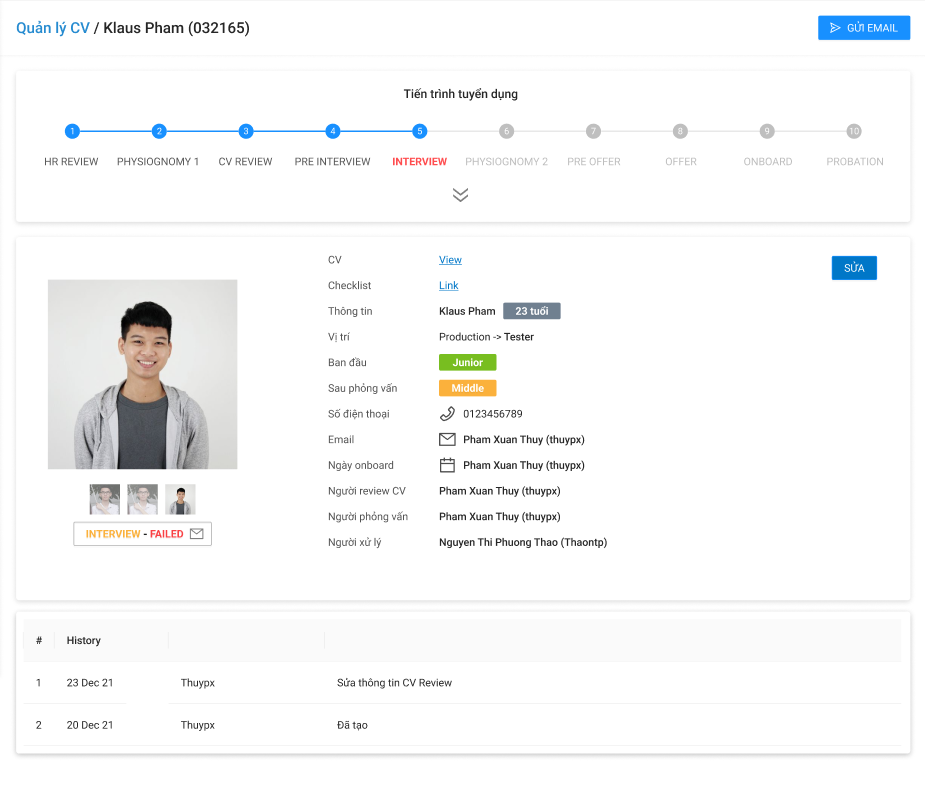 Quản lý CV / Klaus Pham (032165)
GỬI EMAIL
Tiến trình tuyển dụng
1 2 3 4 5 6 7 8 9 10
HR REVIEW PHYSIOGNOMY 1 CV REVIEW PRE INTERVIEW INTERVIEW PHYSIOGNOMY 2 PRE OFFER OFFER ONBOARD PROBATION
CV View
SỬA
Checklist Link
Thông tin Klaus Pham 23 tuổi
Vị trí Production -> Tester
Ban đầu Junior
Sau phỏng vấn Middle
Số điện thoại 0123456789
Email Pham Xuan Thuy (thuypx)
Ngày onboard Pham Xuan Thuy (thuypx)
Người review CV Pham Xuan Thuy (thuypx)
Người phỏng vấn Pham Xuan Thuy (thuypx)
Người xử lý Nguyen Thi Phuong Thao (Thaontp)
INTERVIEW - FAILED
# History
1 23 Dec 21 Thuypx Sửa thông tin CV Review
2 20 Dec 21 Thuypx Đã tạo